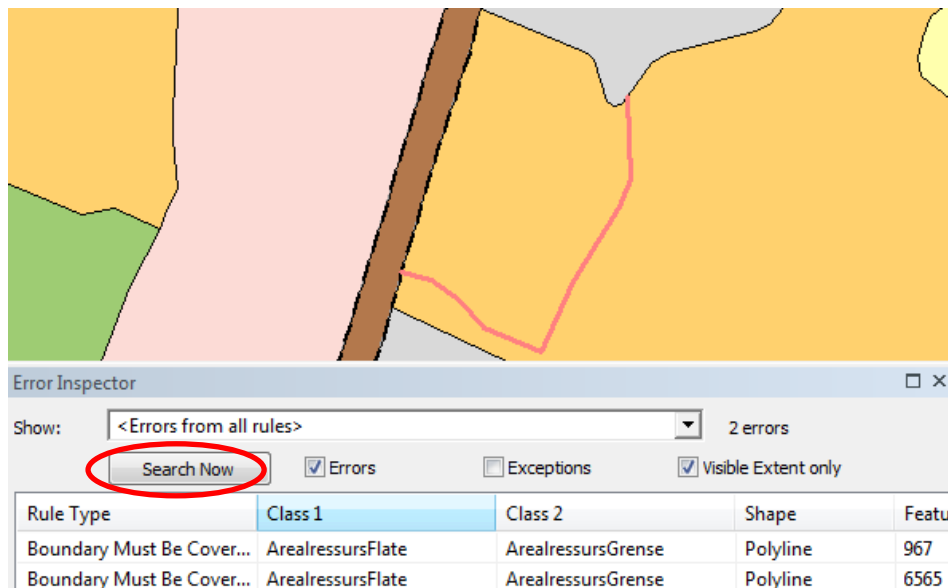 Error Inspector
Show: <Errors from all rules> 2 errors
Search Now Errors Exceptions Visible Extent only
Rule Type Class 1 Class 2 Shape Featu
Boundary Must Be Cover... ArealressursFlate ArealressursGrense Polyline 967
Boundary Must Be Cover... ArealressursFlate ArealressursGrense Polyline 6565